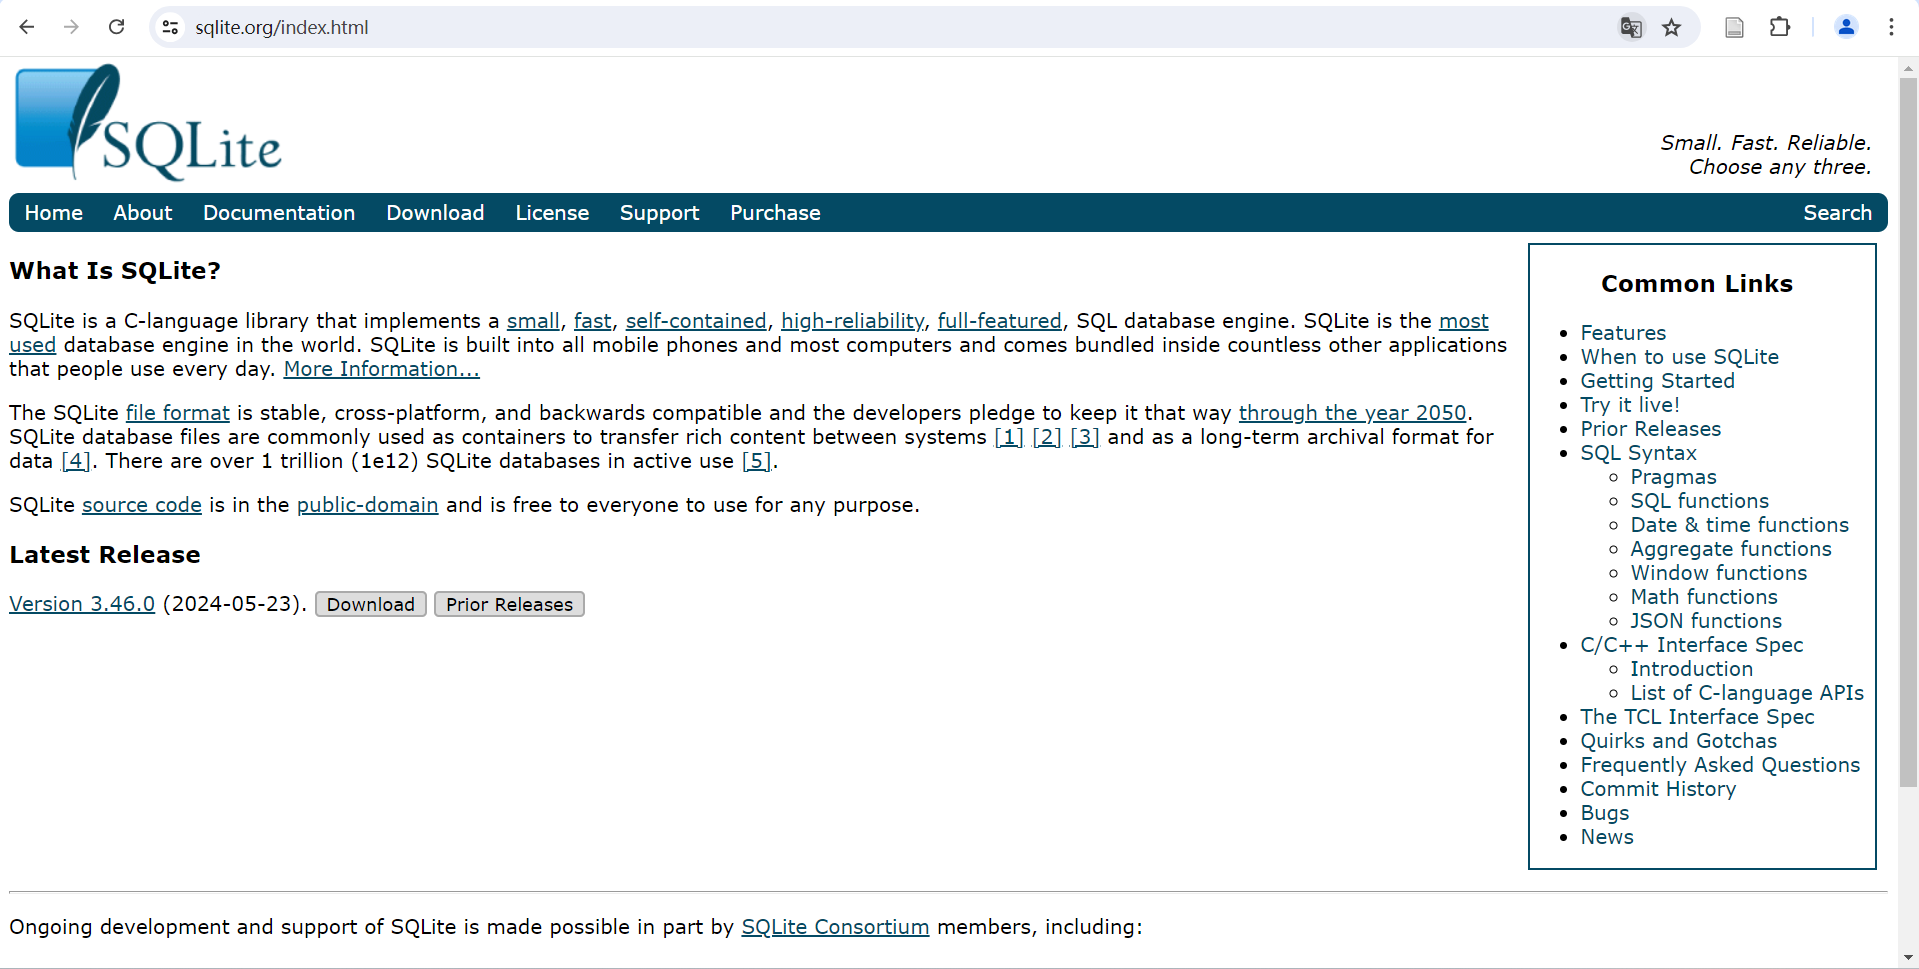 sqlite.org/index.html
SQLite
Small. Fast. Reliable.
Choose any three.
Home About Documentation Download License Support Purchase Search
What Is SQLite?
SQLite is a C-language library that implements a small, fast, self-contained, high-reliability, full-featured, SQL database engine. SQLite is the most
used database engine in the world. SQLite is built into all mobile phones and most computers and comes bundled inside countless other applications
that people use every day. More Information...
The SQLite file format is stable, cross-platform, and backwards compatible and the developers pledge to keep it that way through the year 2050.
SQLite database files are commonly used as containers to transfer rich content between systems [1] [2] [3] and as a long-term archival format for
data [4]. There are over 1 trillion (1e12) SQLite databases in active use [5].
SQLite source code is in the public-domain and is free to everyone to use for any purpose.
Latest Release
Version 3.46.0 (2024-05-23). Download Prior Releases
Common Links
Features
When to use SQLite
Getting Started
Try it live!
Prior Releases
SQL Syntax
Pragmas
SQL functions
Date & time functions
Aggregate functions
Window functions
Math functions
JSON functions
C/C++ Interface Spec
Introduction
List of C-language APIs
The TCL Interface Spec
Quirks and Gotchas
Frequently Asked Questions
Commit History
Bugs
News
Ongoing development and support of SQLite is made possible in part by SQLite Consortium members, including: